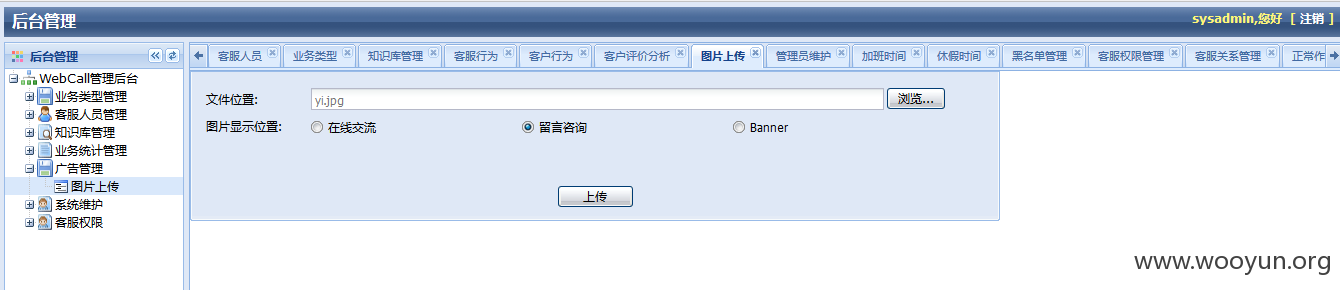 后台管理
sysadmin,您好 [ 注销 ]
后台管理
客服人员 业务类型 知识库管理 客服行为 客户行为 客户评价分析 图片上传 管理员维护 加班时间 休假时间 黑名单管理 客服权限管理 客服关系管理 正常作
WebCall管理后台
业务类型管理
客服人员管理
知识库管理
业务统计管理
广告管理
图片上传
系统维护
客服权限
文件位置: yi.jpg 浏览...
图片显示位置: 在线交流 留言咨询 Banner
上传
www.wooyun.org